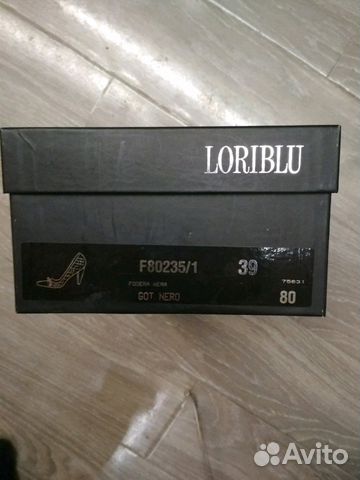 LORIBLU
F80235/1 39
FODERA NERA 75631
GOT NERO 80
Avito